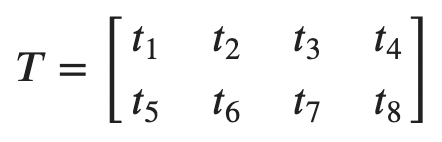 T = [ t₁ t₂ t₃ t₄
t₅ t₆ t₇ t₈ ]